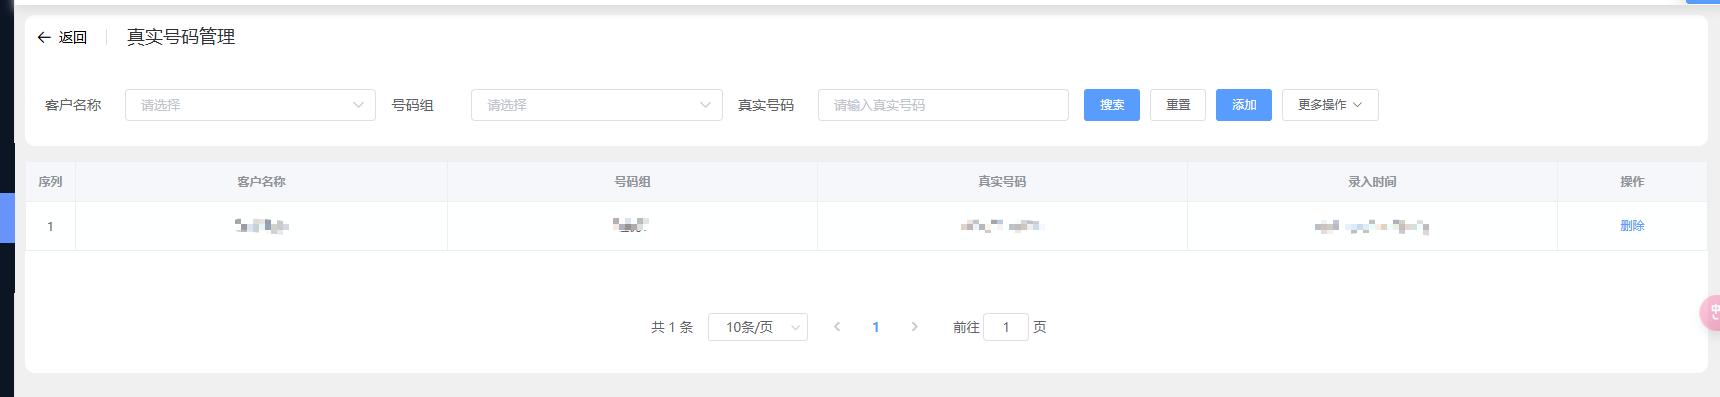 返回 真实号码管理
客户名称 请选择 号码组 请选择 真实号码 请输入真实号码 搜索 重置 添加 更多操作
序列 客户名称 号码组 真实号码 录入时间 操作
1 删除
共 1 条 10条/页 1 前往 1 页